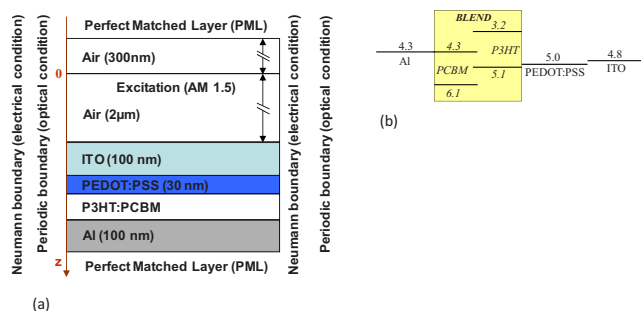 Perfect Matched Layer (PML)
Air (300nm)
0
Excitation (AM 1.5)
Air (2µm)
ITO (100 nm)
PEDOT:PSS (30 nm)
P3HT:PCBM
Al (100 nm)
z
Perfect Matched Layer (PML)
Neumann boundary (electrical condition)
Periodic boundary (optical condition)
Neumann boundary (electrical condition)
Periodic boundary (optical condition)
(a)
BLEND
3.2
4.3
4.3
P3HT
Al
PCBM
5.1
5.0
4.8
PEDOT:PSS
ITO
6.1
(b)